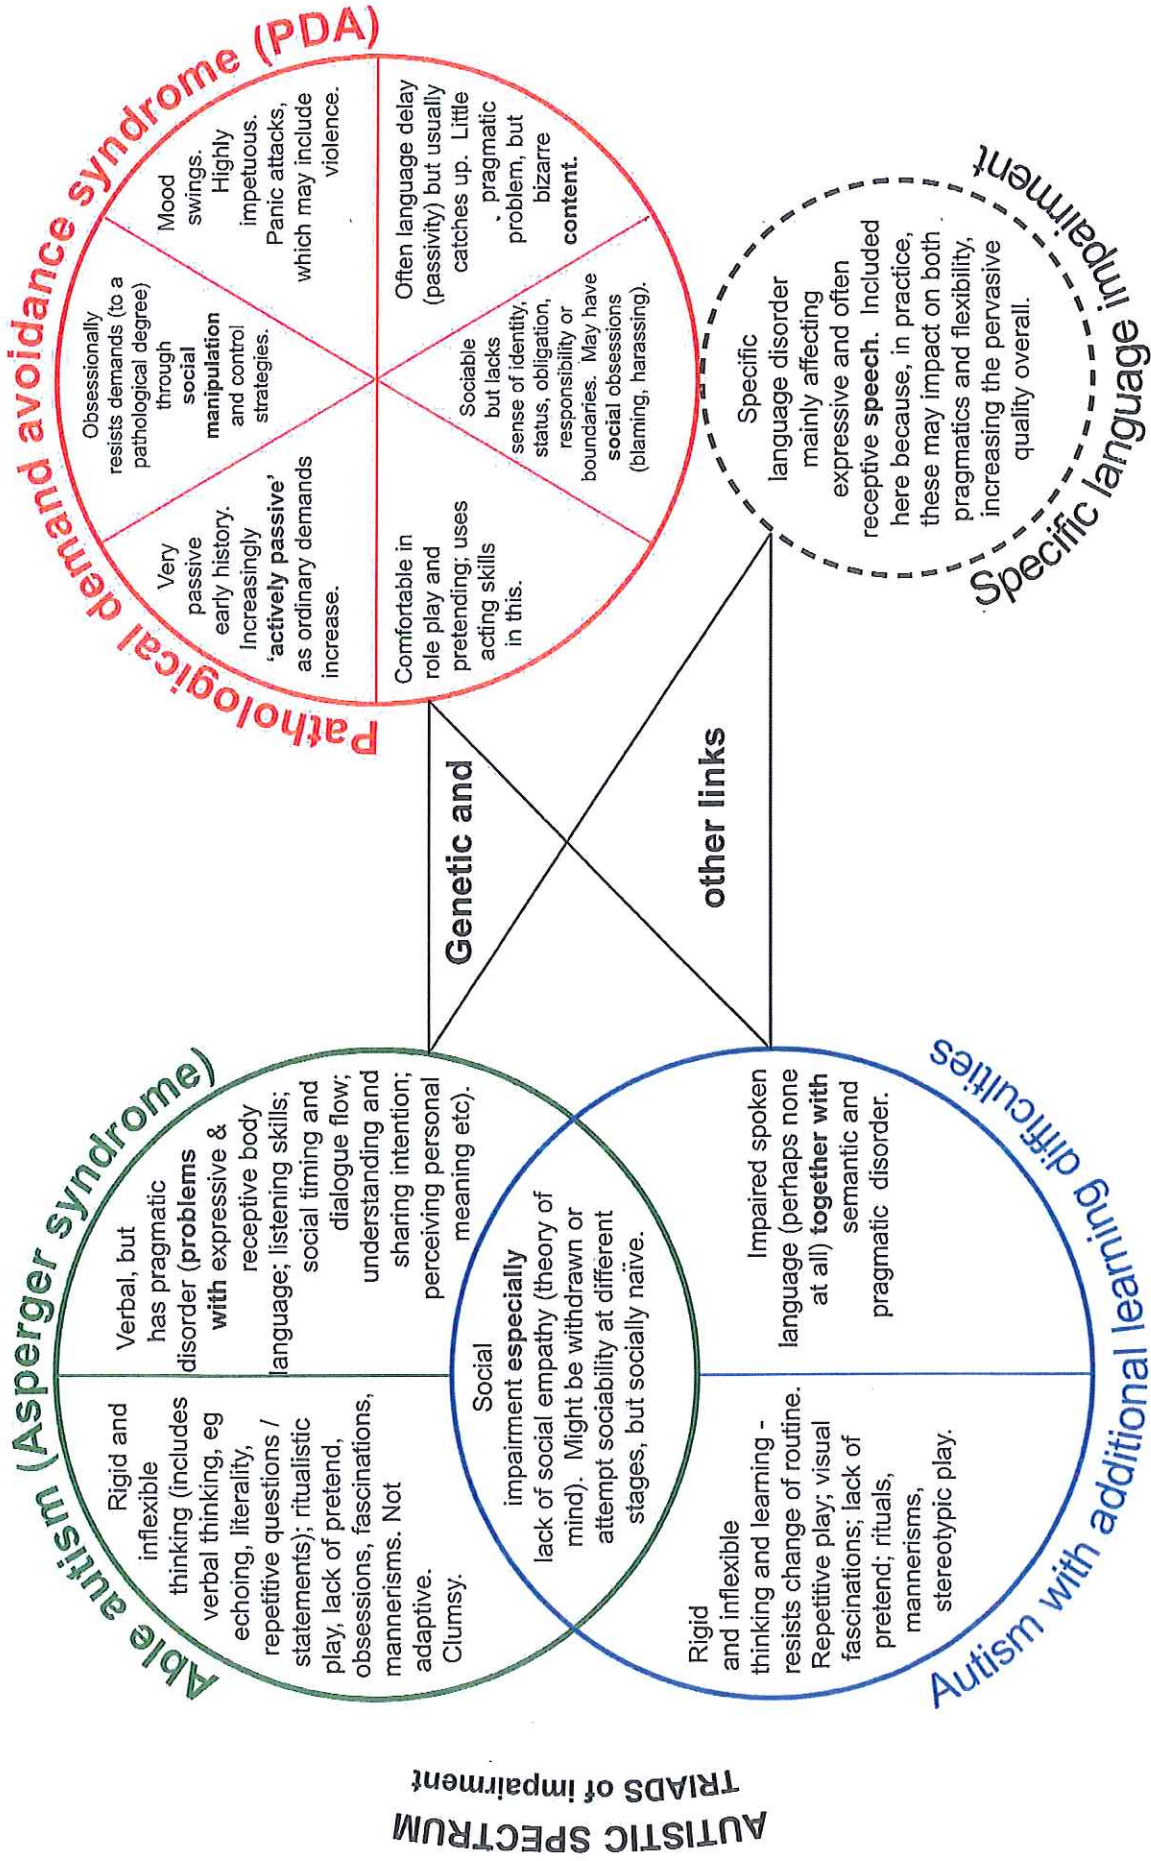 AUTISTIC SPECTRUM
TRIADS of impairment
Able autism (Asperger syndrome)
Rigid and
inflexible
thinking (includes
verbal thinking, eg
echoing, literality,
repetitive questions /
statements); ritualistic
play, lack of pretend,
obsessions, fascinations,
mannerisms. Not
adaptive.
Clumsy.
Verbal, but
has pragmatic
disorder (problems
with expressive &
receptive body
language; listening skills;
social timing and
dialogue flow;
understanding and
sharing intention;
perceiving personal
meaning etc).
Social
impairment especially
lack of social empathy (theory of
mind). Might be withdrawn or
attempt sociability at different
stages, but socially naïve.
Rigid
and inflexible
thinking and learning -
resists change of routine.
Repetitive play; visual
fascinations; lack of
pretend; rituals,
mannerisms,
stereotypic play.
Impaired spoken
language (perhaps none
at all) together with
semantic and
pragmatic disorder.
Autism with additional learning difficulties
Genetic and
other links
Pathological demand avoidance syndrome (PDA)
Very
passive
early history.
Increasingly
'actively passive'
as ordinary demands
increase.
Obsessionally
resists demands (to a
pathological degree)
through
social
manipulation
and control
strategies.
Mood
swings.
Highly
impetuous.
Panic attacks,
which may include
violence.
Comfortable in
role play and
pretending; uses
acting skills
in this.
Sociable
but lacks
sense of identity,
status, obligation,
responsibility or
boundaries. May have
social obsessions
(blaming, harassing).
Often language delay
(passivity) but usually
catches up. Little
pragmatic
problem, but
bizarre
content.
Specific
language disorder
mainly affecting
expressive and often
receptive speech. Included
here because, in practice,
these may impact on both
pragmatics and flexibility,
increasing the pervasive
quality overall.
Specific language impairment